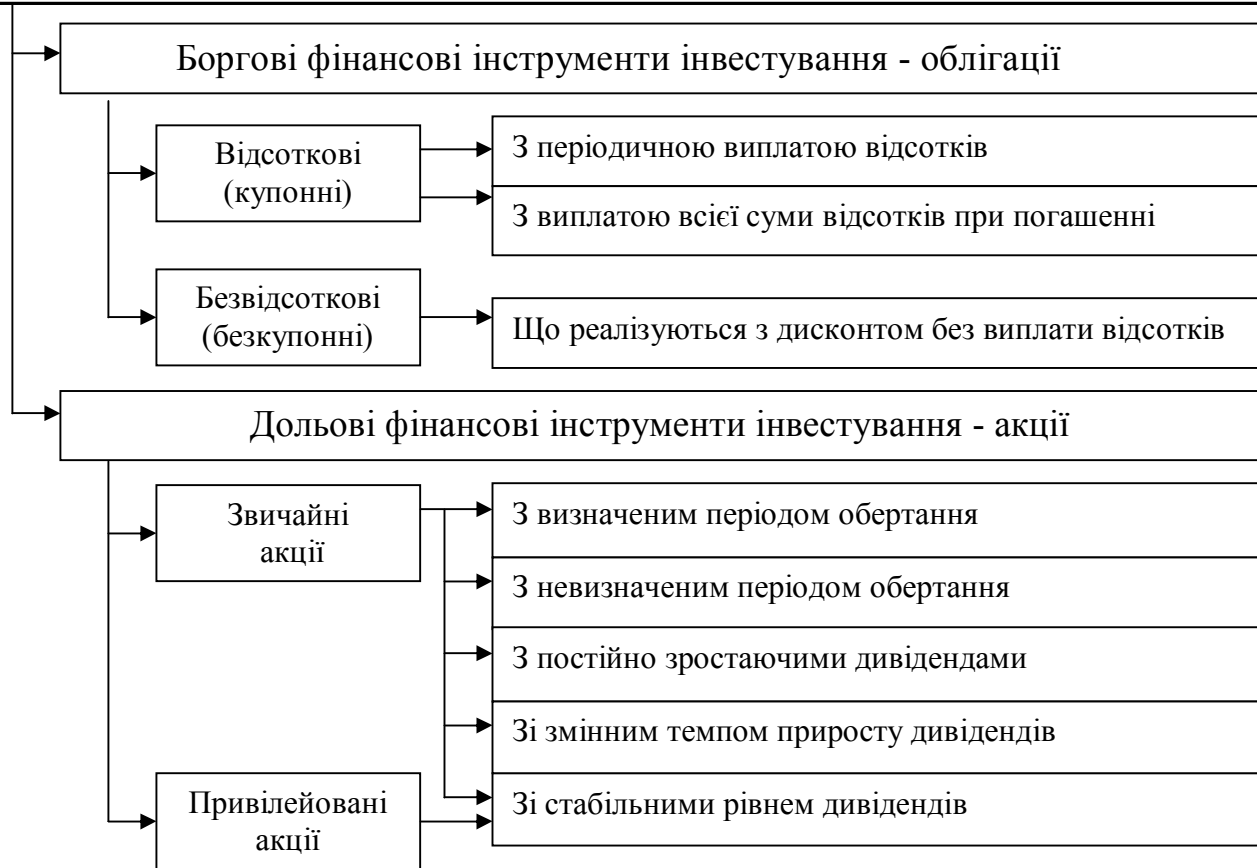 Боргові фінансові інструменти інвестування - облігації
Відсоткові
(купонні)
З періодичною виплатою відсотків
З виплатою всієї суми відсотків при погашенні
Безвідсоткові
(безкупонні)
Що реалізуються з дисконтом без виплати відсотків
Дольові фінансові інструменти інвестування - акції
Звичайні
акції
З визначеним періодом обертання
З невизначеним періодом обертання
З постійно зростаючими дивідендами
Зі змінним темпом приросту дивідендів
Зі стабільними рівнем дивідендів
Привілейовані
акції